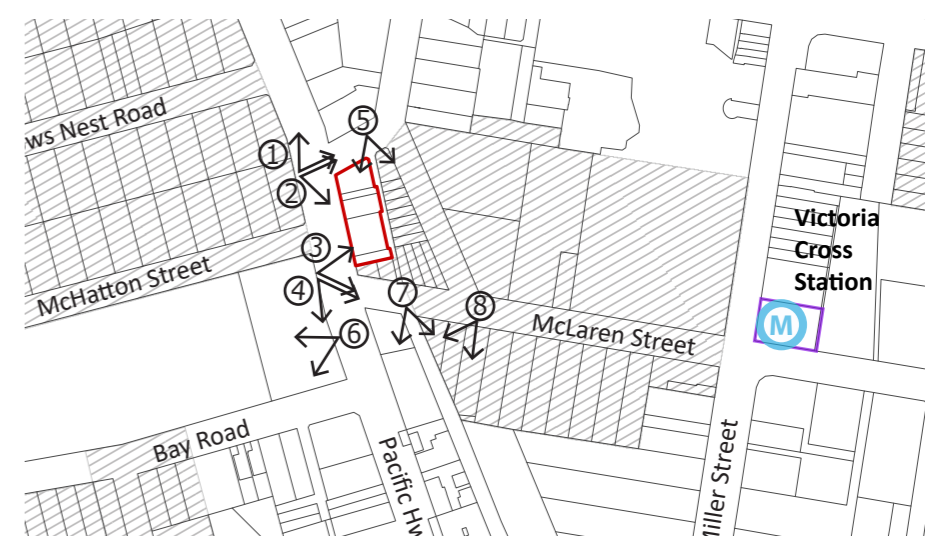 ws Nest Road
①
②
⑤
③
④
McHatton Street
⑦
⑧
⑥
McLaren Street
Victoria
Cross
Station
M
Bay Road
Pacific Hw
Miller Street